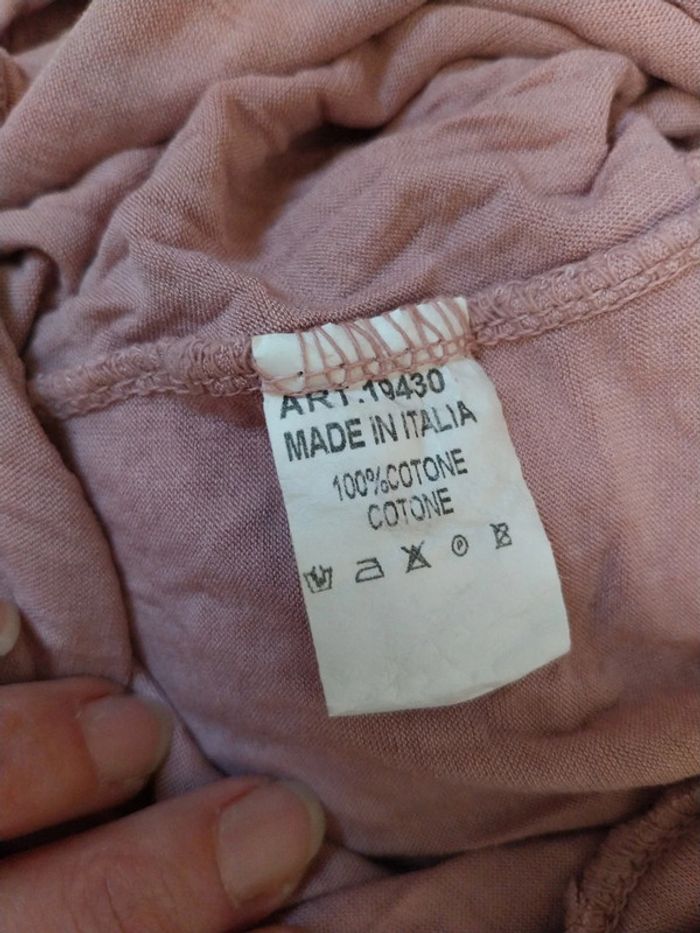 ART.19430
MADE IN ITALIA
100%COTONE
COTONE